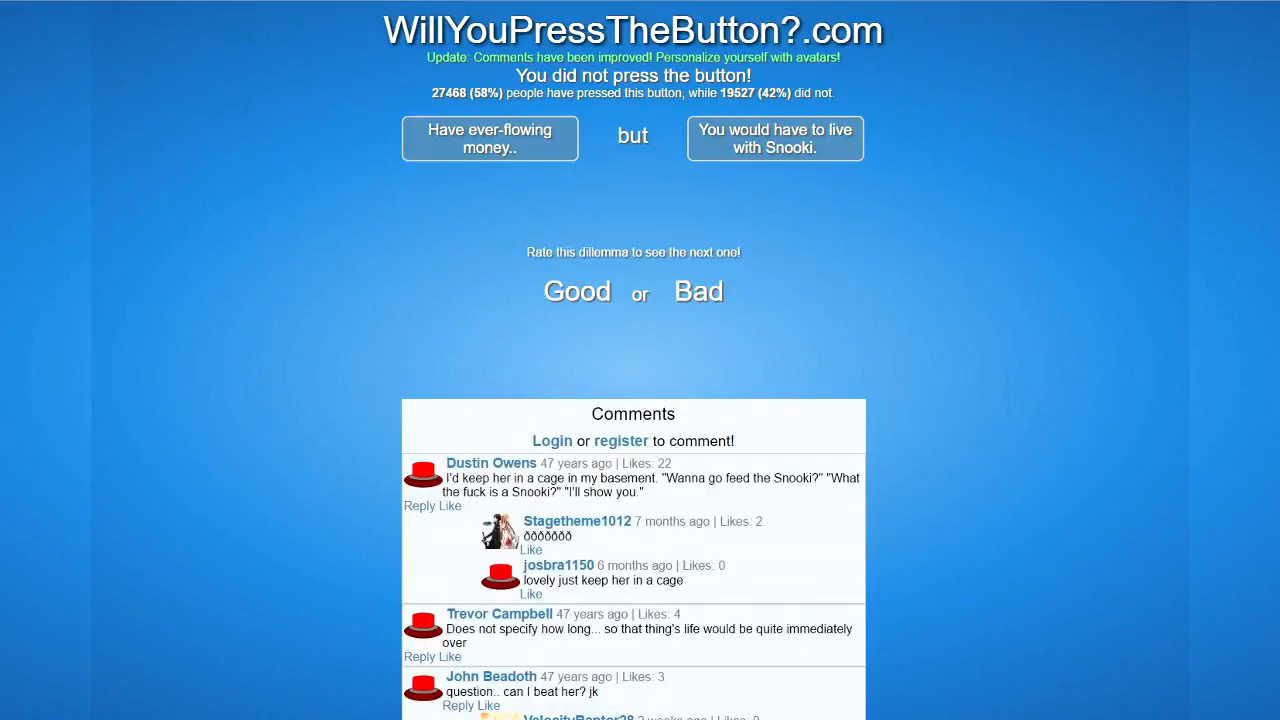 WillYouPressTheButton?.com
Update: Comments have been improved! Personalize yourself with avatars!
You did not press the button!
27468 (58%) people have pressed this button, while 19527 (42%) did not.
Have ever-flowing
money..
but
You would have to live
with Snooki.
Rate this dillemma to see the next one!
Good or Bad
Comments
Login or register to comment!
Dustin Owens 47 years ago | Likes: 22
I'd keep her in a cage in my basement. "Wanna go feed the Snooki?" "What
the fuck is a Snooki?" "I'll show you."
Reply Like
Stagetheme1012 7 months ago | Likes: 2
ðððððð
Like
josbra1150 6 months ago | Likes: 0
lovely just keep her in a cage
Like
Trevor Campbell 47 years ago | Likes: 4
Does not specify how long... so that thing's life would be quite immediately
over
Reply Like
John Beadoth 47 years ago | Likes: 3
question.. can I beat her? jk
Reply Like
VelocityRaptor28 2 weeks ago | Likes: 0